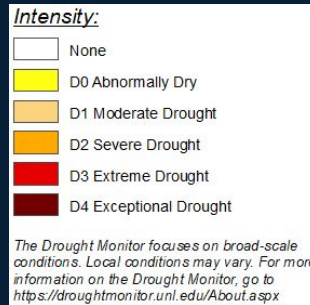 Intensity:
None
D0 Abnormally Dry
D1 Moderate Drought
D2 Severe Drought
D3 Extreme Drought
D4 Exceptional Drought
The Drought Monitor focuses on broad-scale
conditions. Local conditions may vary. For more
information on the Drought Monitor, go to
https://droughtmonitor.unl.edu/About.aspx